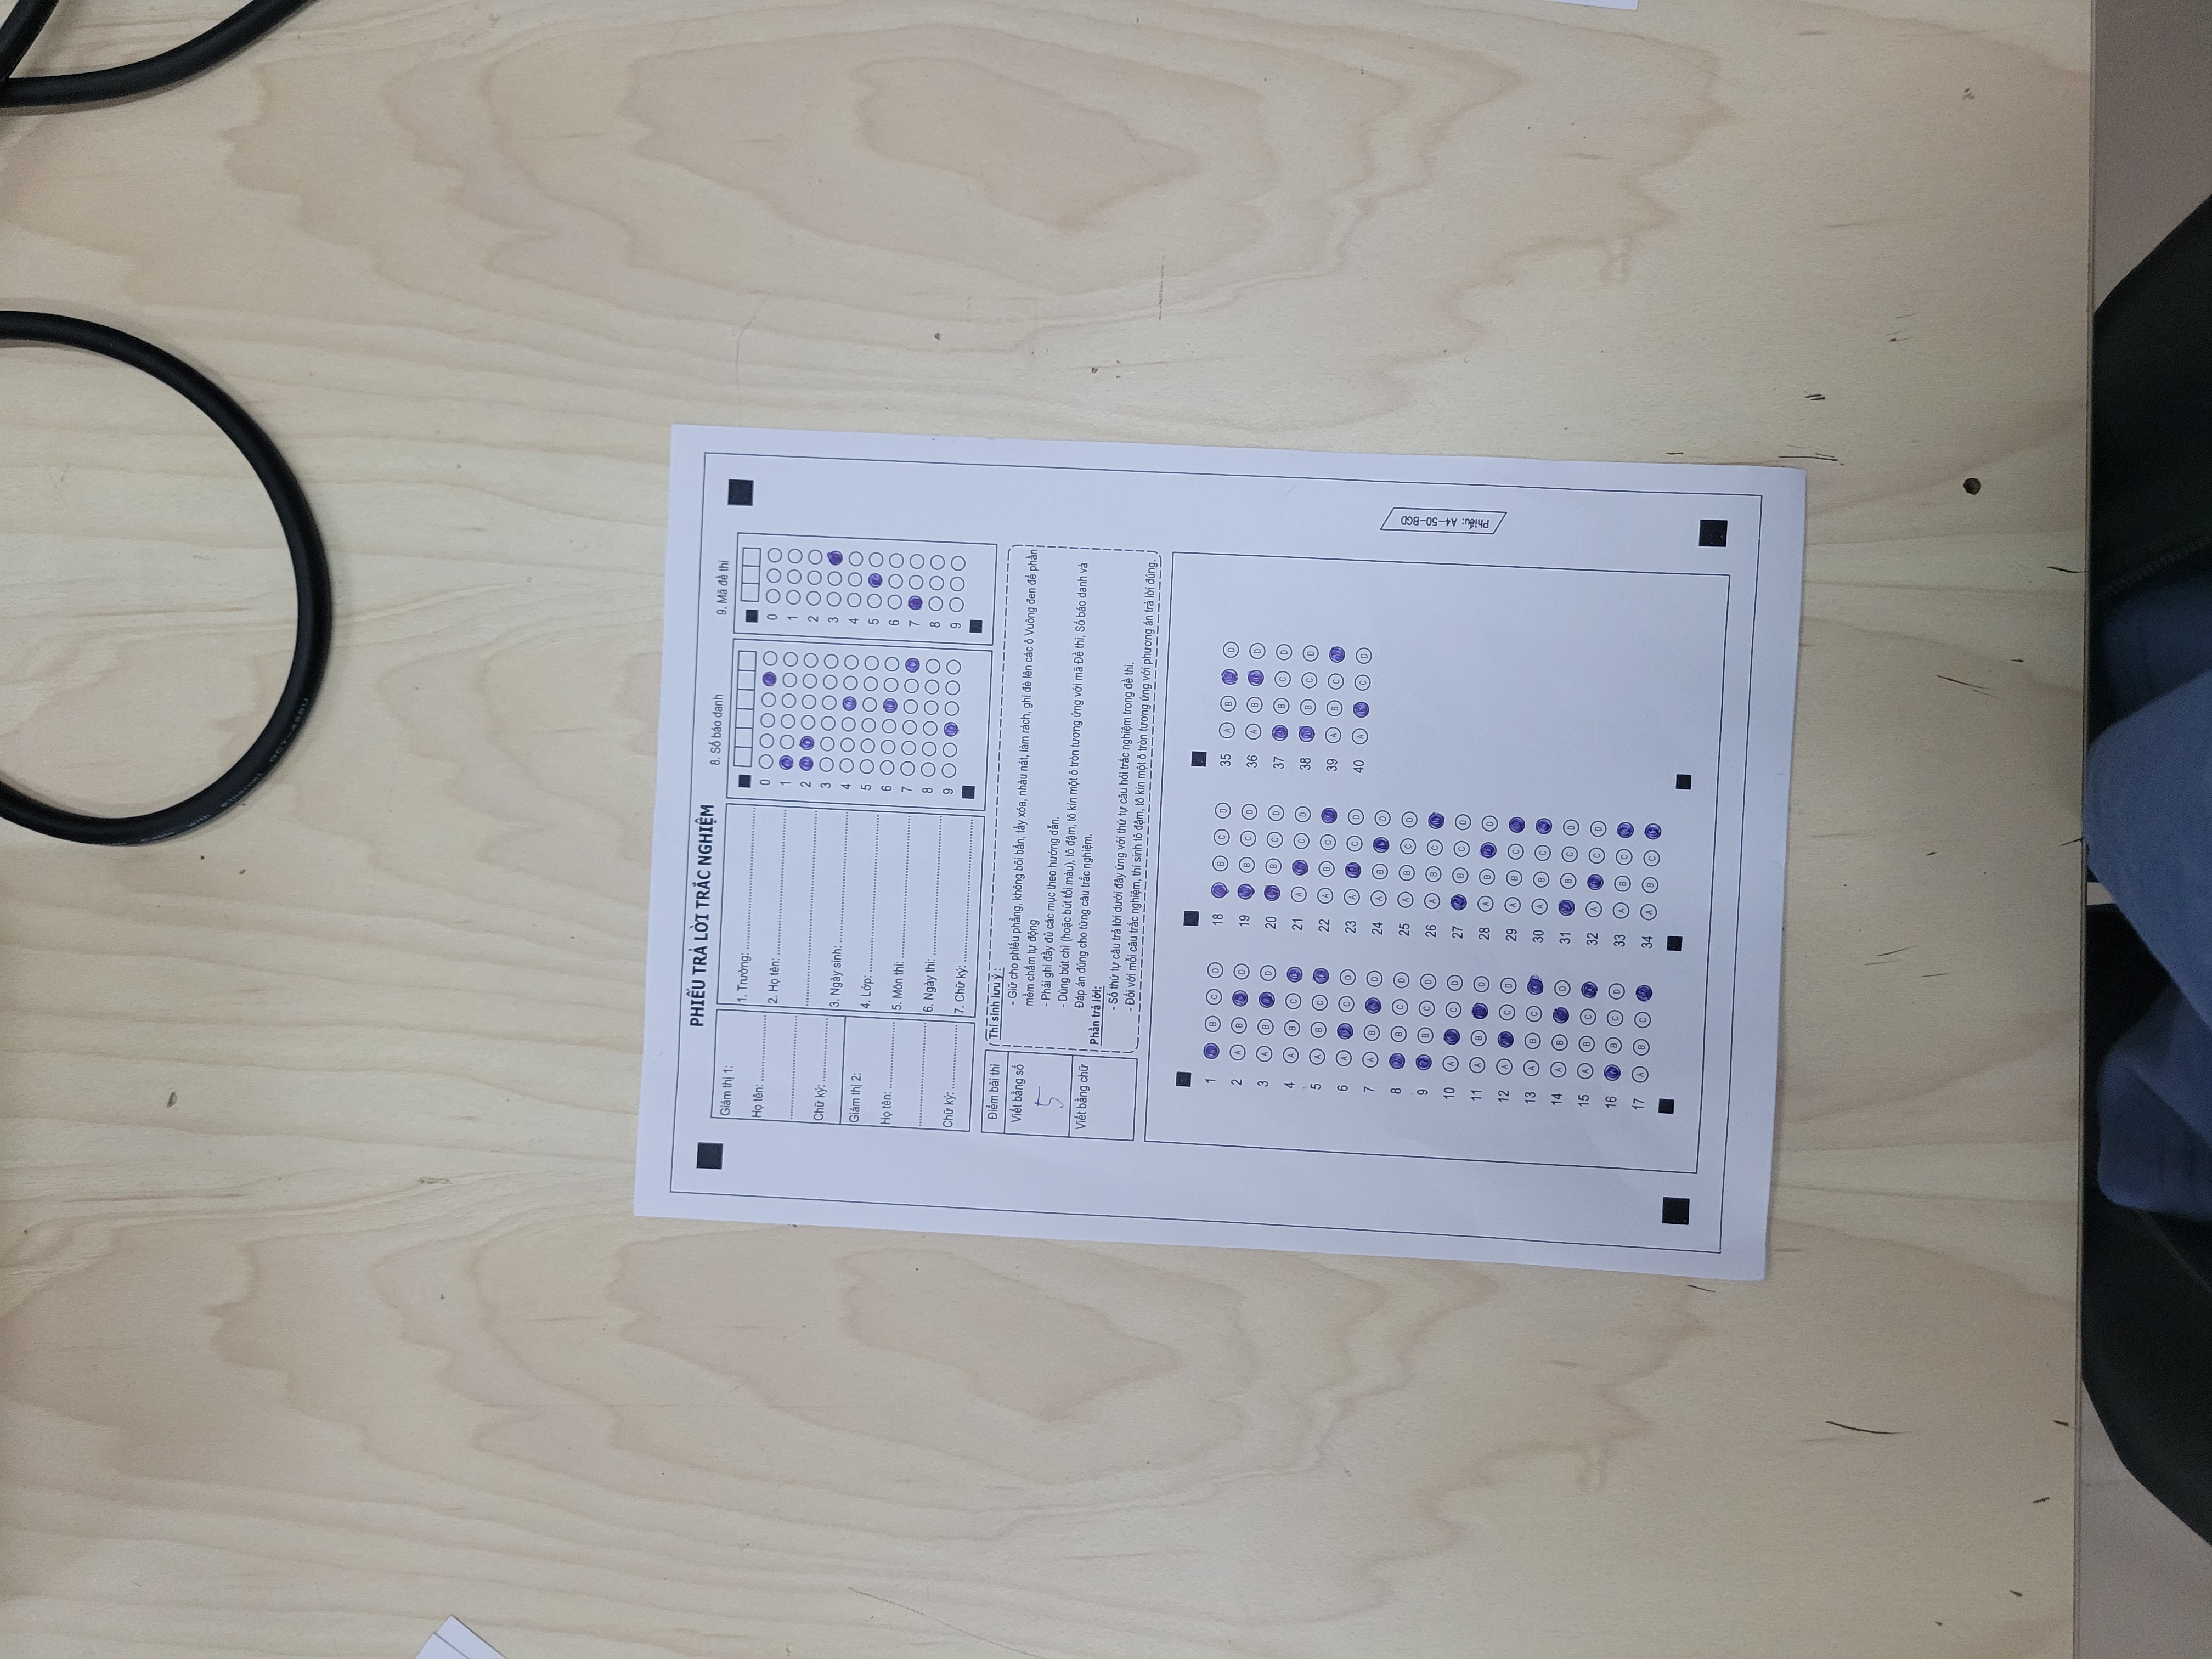 PHIẾU TRẢ LỜI TRẮC NGHIỆM
Giám thị 1:
Họ tên:
Chữ ký:
Giám thị 2:
Họ tên:
Chữ ký:
1. Trường:
2. Họ tên:
3. Ngày sinh:
4. Lớp:
5. Môn thi:
6. Ngày thi:
7. Chữ ký:
8. Số báo danh
0
1
2
3
4
5
6
7
8
9
9. Mã đề thi
0
1
2
3
4
5
6
7
8
9
Điểm bài thi
Viết bằng số
5
Viết bằng chữ
Thí sinh lưu ý:
- Giữ cho phiếu phẳng, không bôi bẩn, tẩy xóa, nhàu nát, làm rách, ghi đè lên các ô Vuông đen để phần
mềm chấm tự động
- Phải ghi đầy đủ các mục theo hướng dẫn.
- Dùng bút chì (hoặc bút tối màu), tô đậm, tô kín một ô tròn tương ứng với mã Đề thi, Số báo danh và
Đáp án đúng cho từng câu trắc nghiệm.
Phần trả lời:
- Số thứ tự câu trả lời dưới đây ứng với thứ tự câu hỏi trắc nghiệm trong đề thi.
- Đối với mỗi câu trắc nghiệm, thí sinh tô đậm, tô kín một ô tròn tương ứng với phương án trả lời đúng.
1 B C D
2 A B D
3 A B D
4 A B C
5 A B C
6 A C D
7 A B D
8 B C D
9 B C D
10 A C D
11 A B D
12 A C D
13 A B C
14 A B D
15 A B C
16 B C D
17 A B C
18 B C D
19 B C D
20 B C D
21 A C D
22 A B C
23 A C D
24 A B D
25 A B C D
26 A B C
27 B C D
28 A B D
29 A B C
30 A B C
31 B C D
32 A C D
33 A B C
34 A B C
35 A B D
36 A B D
37 B C D
38 B C D
39 A B C
40 A C D
Phiếu: A4-50-BGD